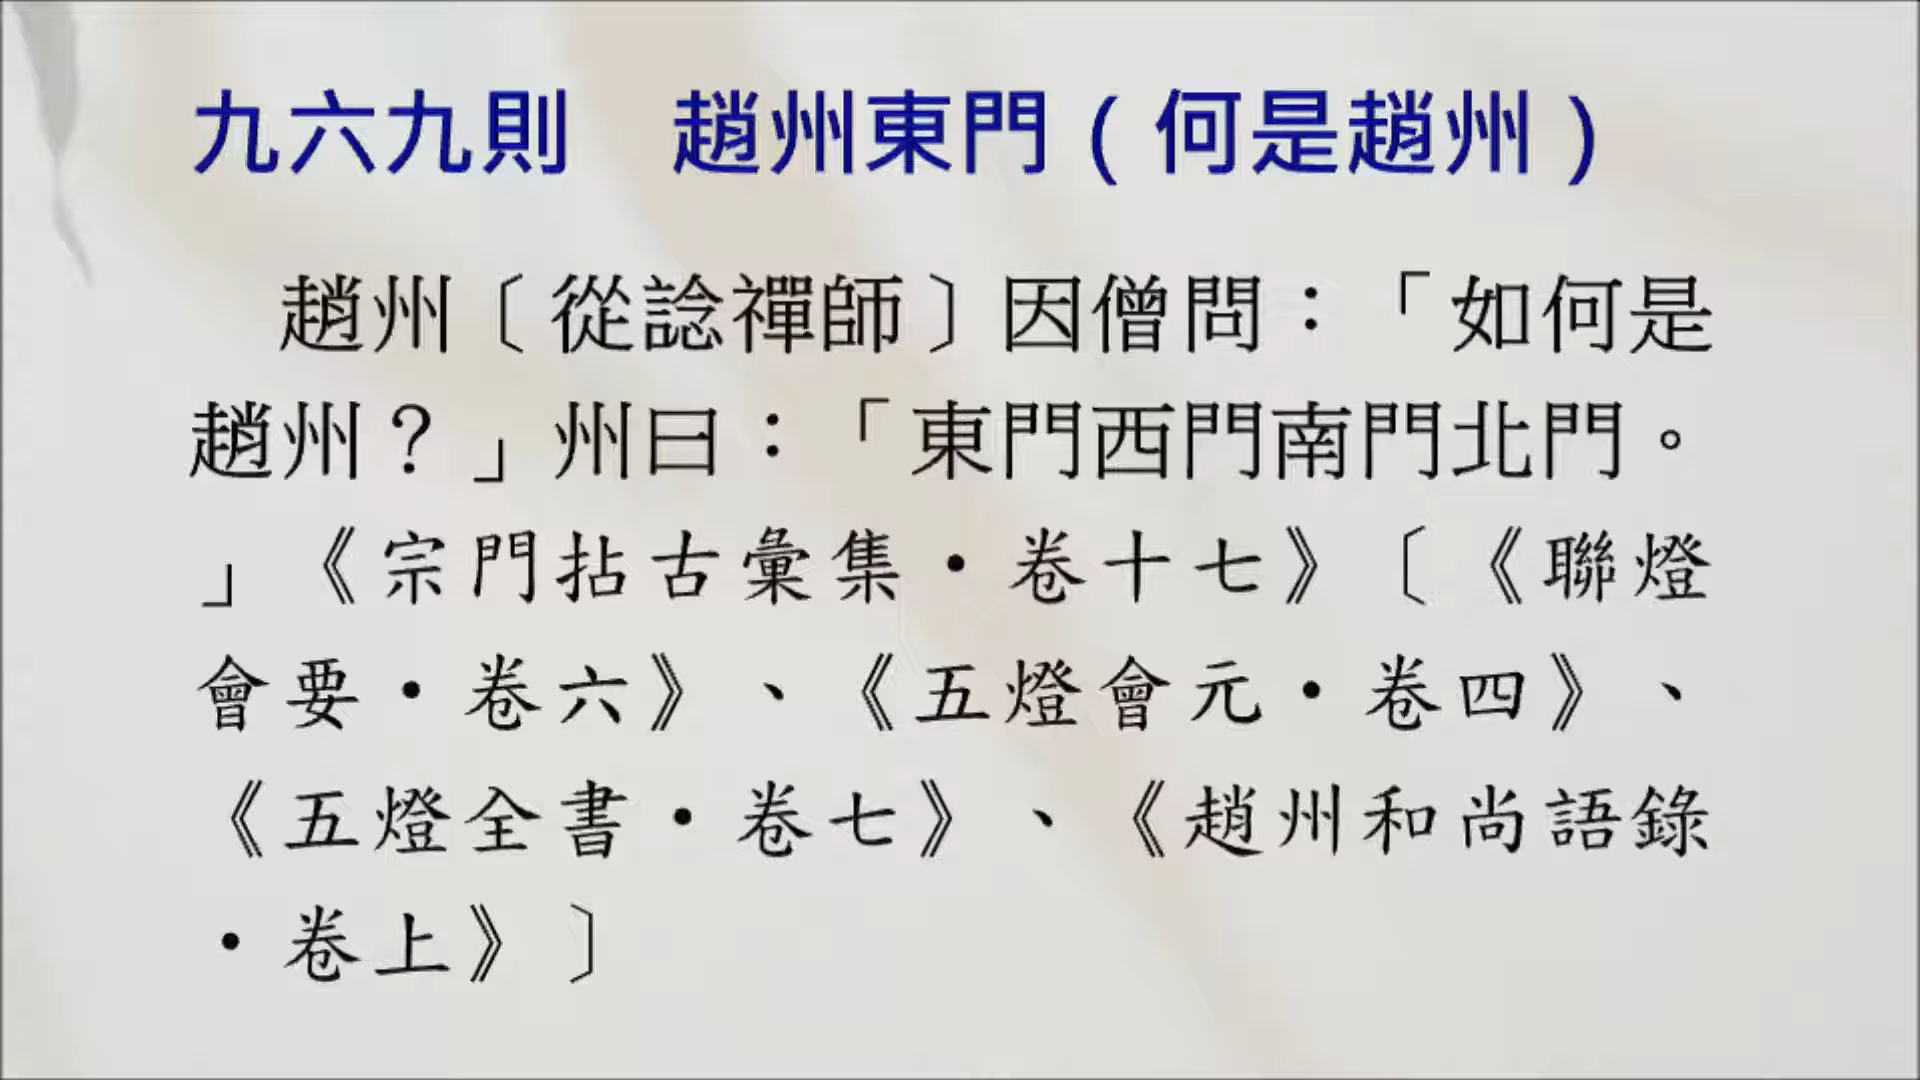 九六九則　趙州東門（何是趙州）
趙州〔從諗禪師〕因僧問：「如何是
趙州？」州曰：「東門西門南門北門。
」《宗門拈古彙集・卷十七》〔《聯燈
會要・卷六》、《五燈會元・卷四》、
《五燈全書・卷七》、《趙州和尚語錄
・卷上》〕